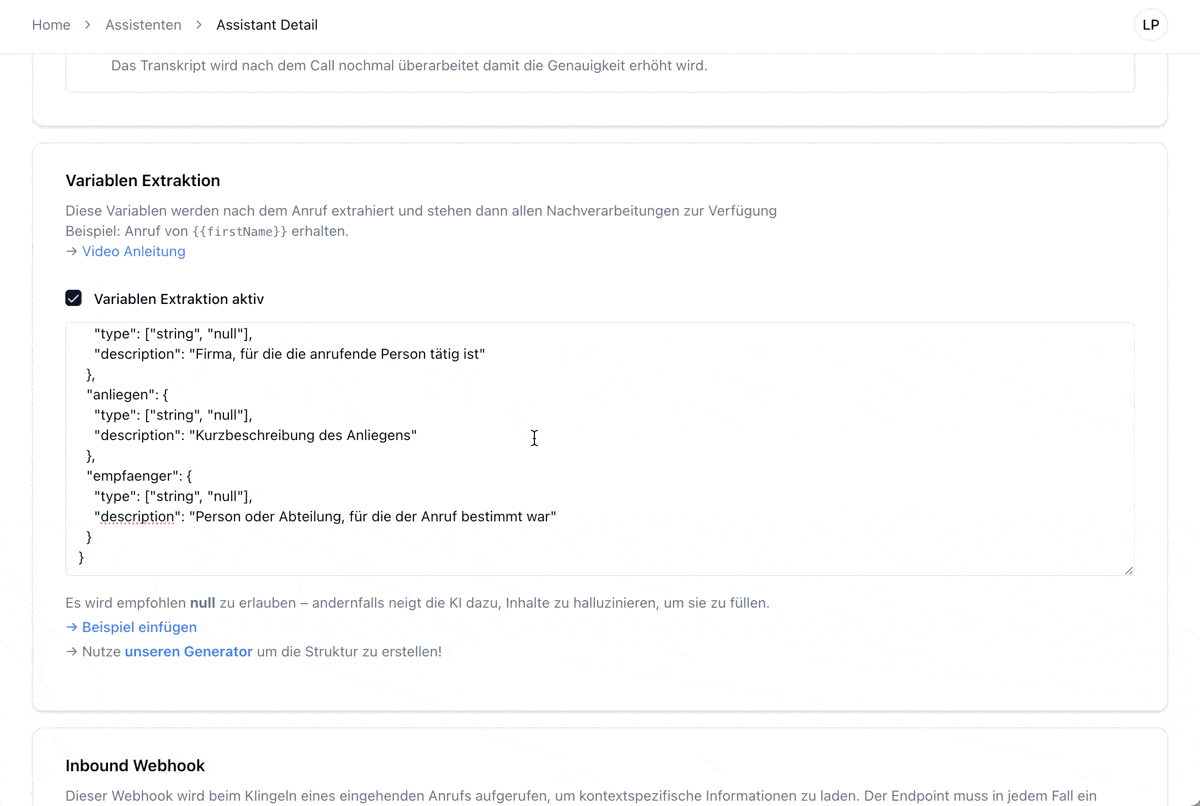 Home > Assistenten > Assistant Detail
LP
Das Transkript wird nach dem Call nochmal überarbeitet damit die Genauigkeit erhöht wird.
Variablen Extraktion
Diese Variablen werden nach dem Anruf extrahiert und stehen dann allen Nachverarbeitungen zur Verfügung
Beispiel: Anruf von {{firstName}} erhalten.
→ Video Anleitung
Variablen Extraktion aktiv
"type": ["string", "null"],
"description": "Firma, für die die anrufende Person tätig ist"
},
"anliegen": {
"type": ["string", "null"],
"description": "Kurzbeschreibung des Anliegens"
},
"empfaenger": {
"type": ["string", "null"],
"description": "Person oder Abteilung, für die der Anruf bestimmt war"
}
}
Es wird empfohlen null zu erlauben – andernfalls neigt die KI dazu, Inhalte zu halluzinieren, um sie zu füllen.
→ Beispiel einfügen
→ Nutze unseren Generator um die Struktur zu erstellen!
Inbound Webhook
Dieser Webhook wird beim Klingeln eines eingehenden Anrufs aufgerufen, um kontextspezifische Informationen zu laden. Der Endpoint muss in jedem Fall ein